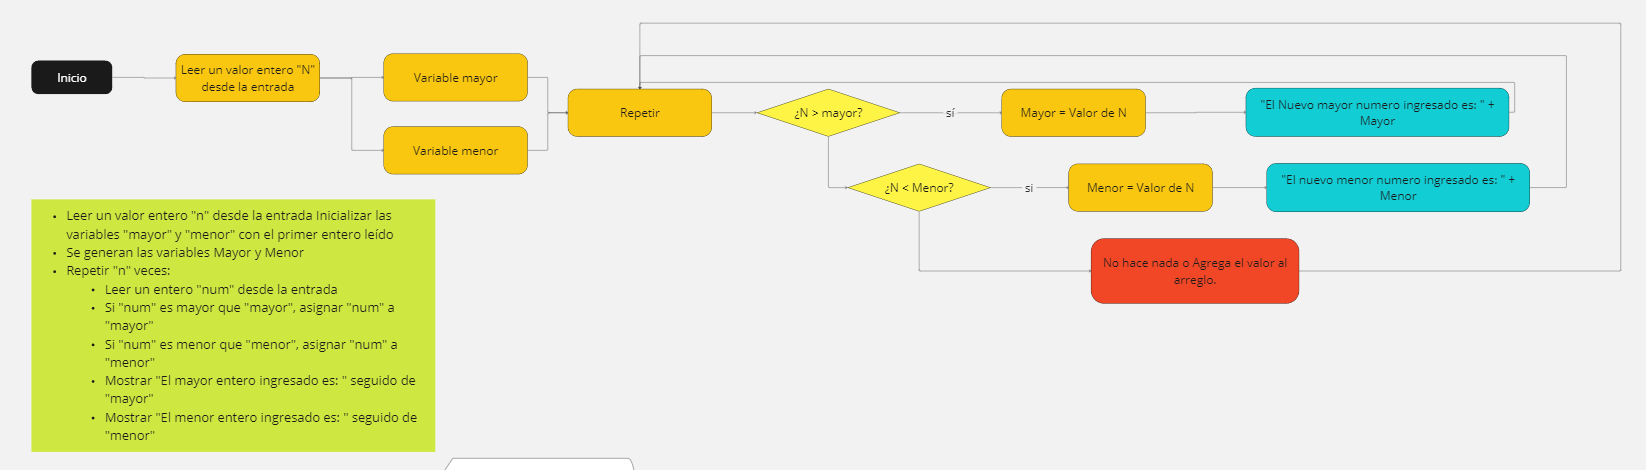 Inicio
Leer un valor entero "N"
desde la entrada
Variable mayor
Variable menor
Repetir
¿N > mayor?
sí
Mayor = Valor de N
"El Nuevo mayor numero ingresado es: " +
Mayor
¿N < Menor?
si
Menor = Valor de N
"El nuevo menor numero ingresado es: " +
Menor
No hace nada o Agrega el valor al
arreglo.
• Leer un valor entero "n" desde la entrada Inicializar las
variables "mayor" y "menor" con el primer entero leído
• Se generan las variables Mayor y Menor
• Repetir "n" veces:
• Leer un entero "num" desde la entrada
• Si "num" es mayor que "mayor", asignar "num" a
"mayor"
• Si "num" es menor que "menor", asignar "num" a
"menor"
• Mostrar "El mayor entero ingresado es: " seguido de
"mayor"
• Mostrar "El menor entero ingresado es: " seguido de
"menor"